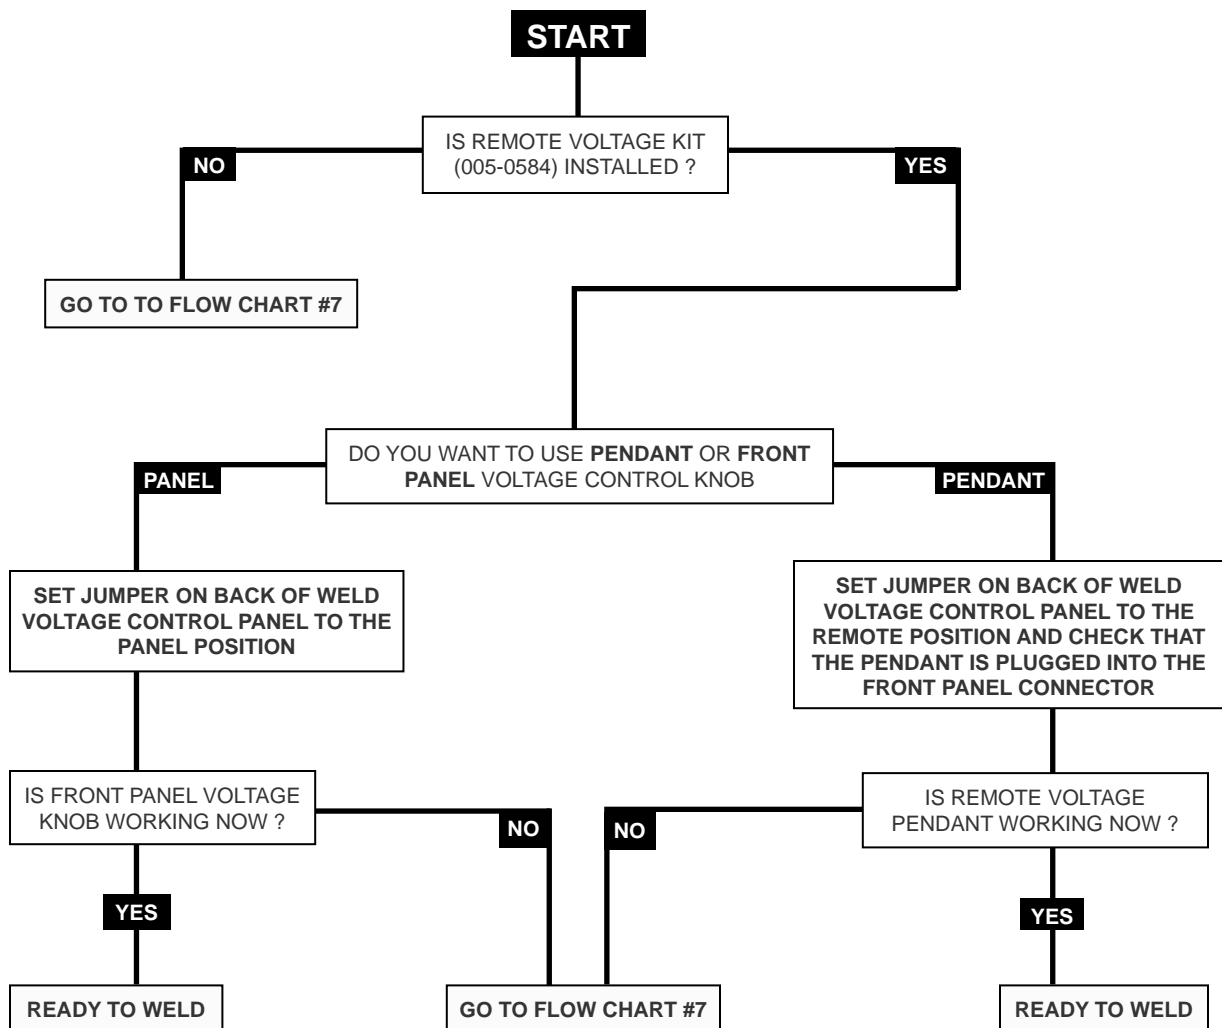 START
IS REMOTE VOLTAGE KIT
(005-0584) INSTALLED ?
NO
YES
GO TO TO FLOW CHART #7
DO YOU WANT TO USE PENDANT OR FRONT
PANEL VOLTAGE CONTROL KNOB
PANEL
PENDANT
SET JUMPER ON BACK OF WELD
VOLTAGE CONTROL PANEL TO THE
PANEL POSITION
SET JUMPER ON BACK OF WELD
VOLTAGE CONTROL PANEL TO THE
REMOTE POSITION AND CHECK THAT
THE PENDANT IS PLUGGED INTO THE
FRONT PANEL CONNECTOR
IS FRONT PANEL VOLTAGE
KNOB WORKING NOW ?
IS REMOTE VOLTAGE
PENDANT WORKING NOW ?
NO
NO
YES
YES
READY TO WELD
GO TO FLOW CHART #7
READY TO WELD